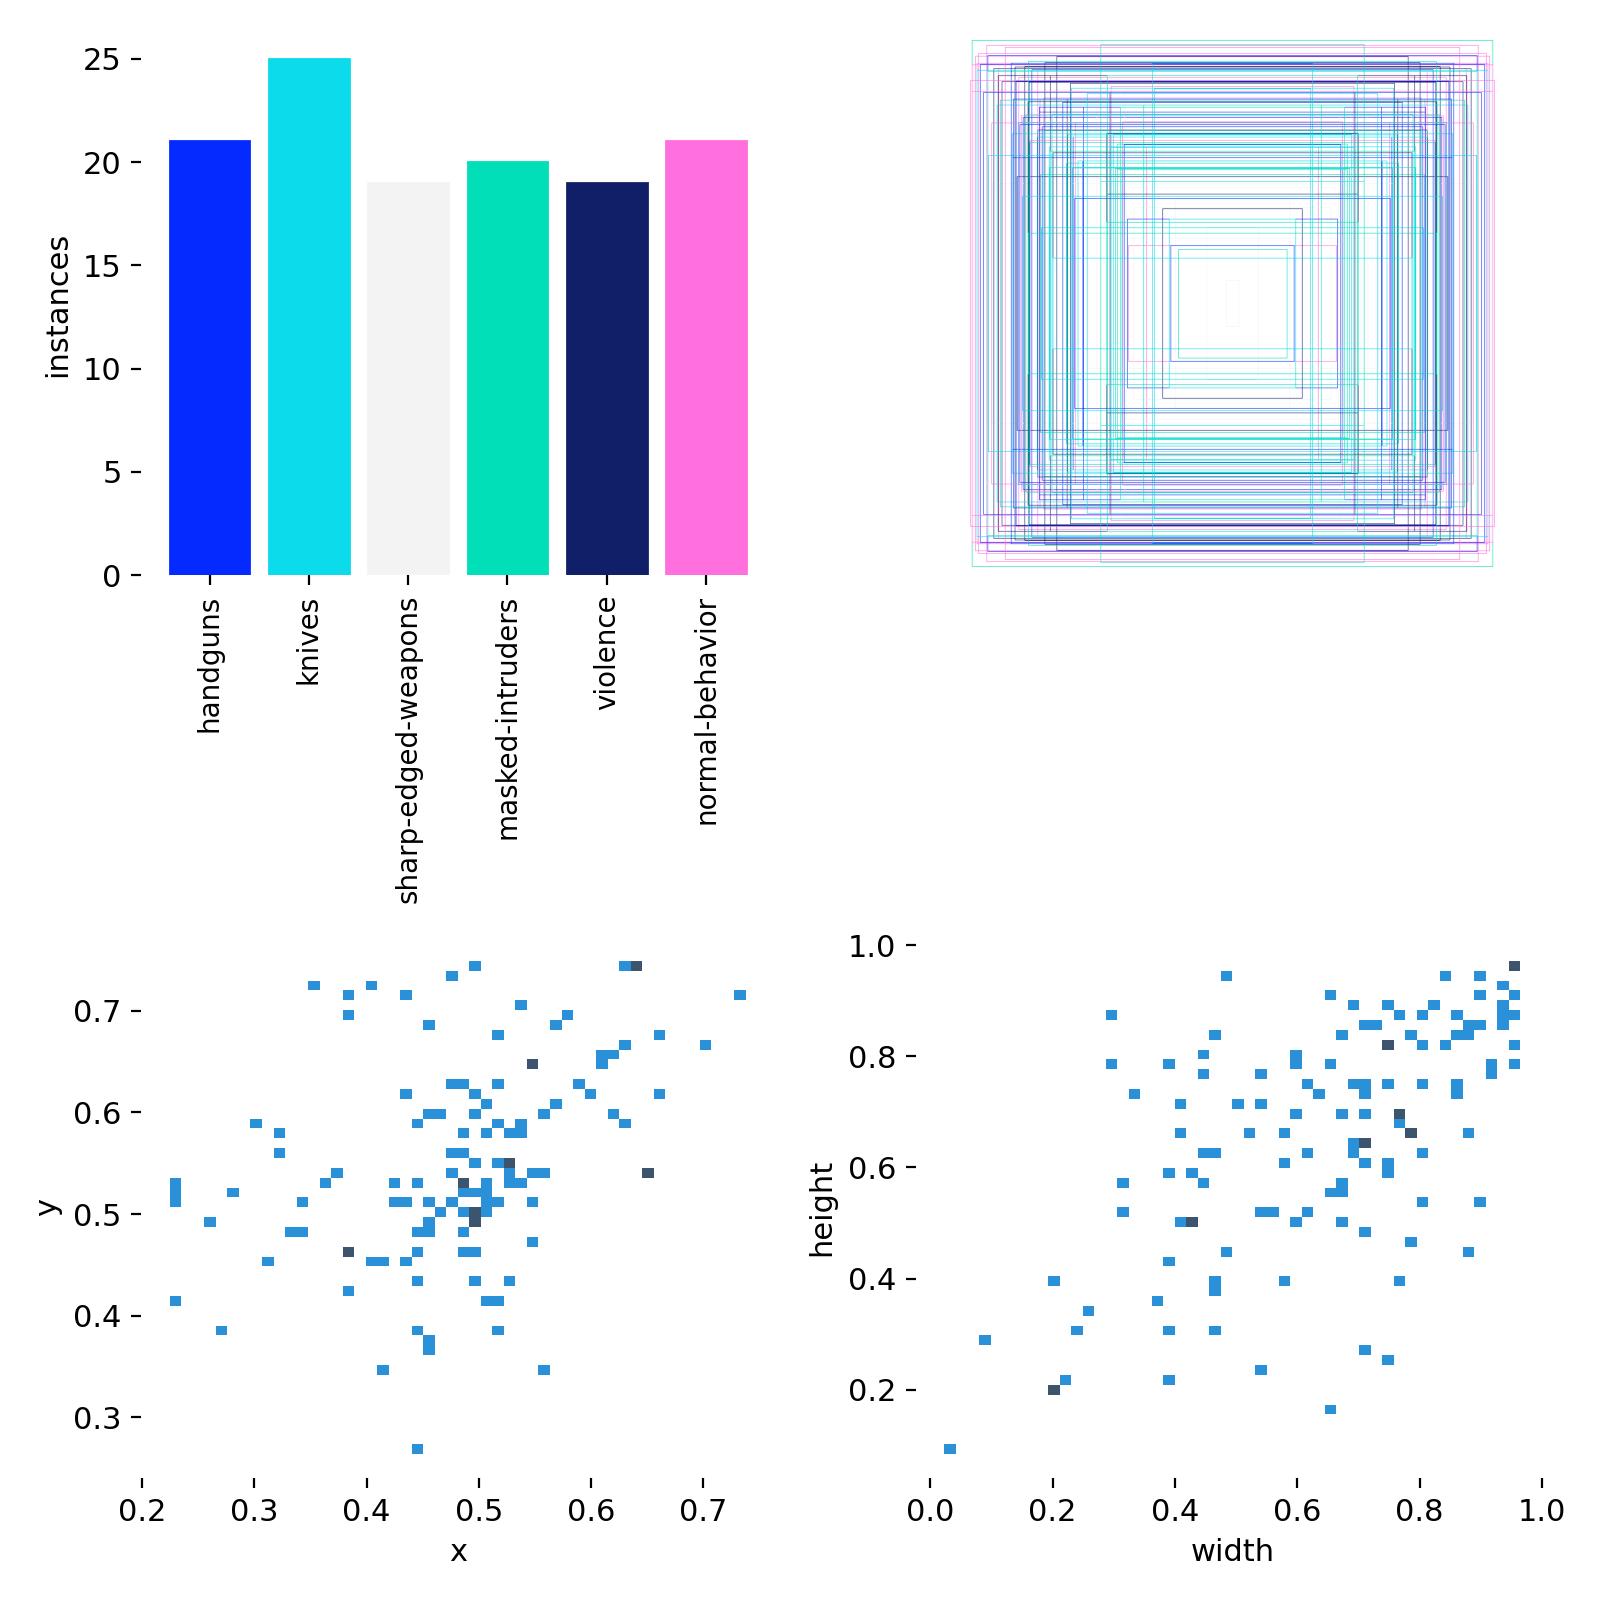 25
20
15
10
5
0
instances
handguns
knives
sharp-edged-weapons
masked-intruders
violence
normal-behavior
0.7
0.6
0.5
0.4
0.3
y
0.2 0.3 0.4 0.5 0.6 0.7
x
1.0
0.8
0.6
0.4
0.2
height
0.0 0.2 0.4 0.6 0.8 1.0
width